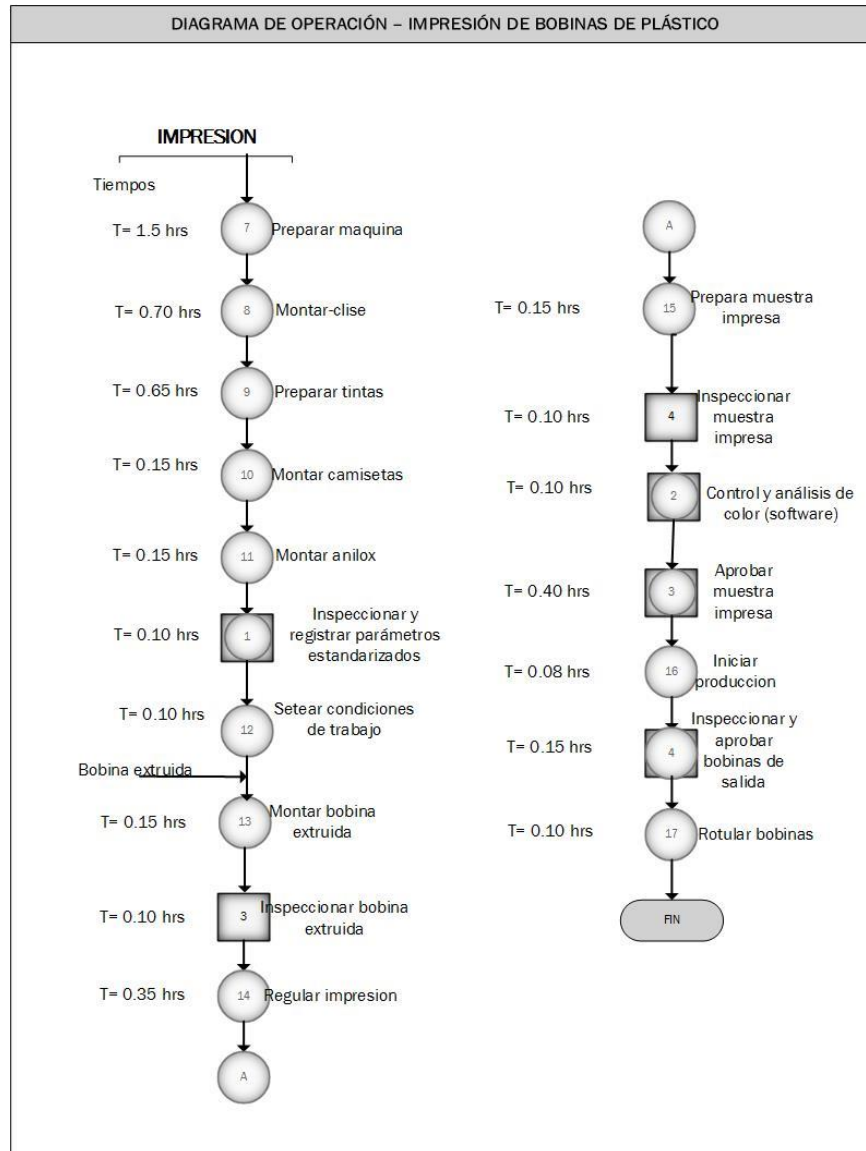 DIAGRAMA DE OPERACIÓN – IMPRESIÓN DE BOBINAS DE PLÁSTICO
IMPRESION
Tiempos
T= 1.5 hrs
7
Preparar maquina
T= 0.70 hrs
8
Montar-clise
T= 0.65 hrs
9
Preparar tintas
T= 0.15 hrs
10
Montar camisetas
T= 0.15 hrs
11
Montar anilox
T= 0.10 hrs
1
Inspeccionar y
registrar parámetros
estandarizados
T= 0.10 hrs
12
Setear condiciones
de trabajo
Bobina extruida
T= 0.15 hrs
13
Montar bobina
extruida
T= 0.10 hrs
3
Inspeccionar bobina
extruida
T= 0.35 hrs
14
Regular impresion
A
A
T= 0.15 hrs
15
Prepara muestra
impresa
T= 0.10 hrs
4
Inspeccionar
muestra
impresa
T= 0.10 hrs
2
Control y análisis de
color (software)
T= 0.40 hrs
3
Aprobar
muestra
impresa
T= 0.08 hrs
16
Iniciar
produccion
T= 0.15 hrs
4
Inspeccionar y
aprobar
bobinas de
salida
T= 0.10 hrs
17
Rotular bobinas
FIN